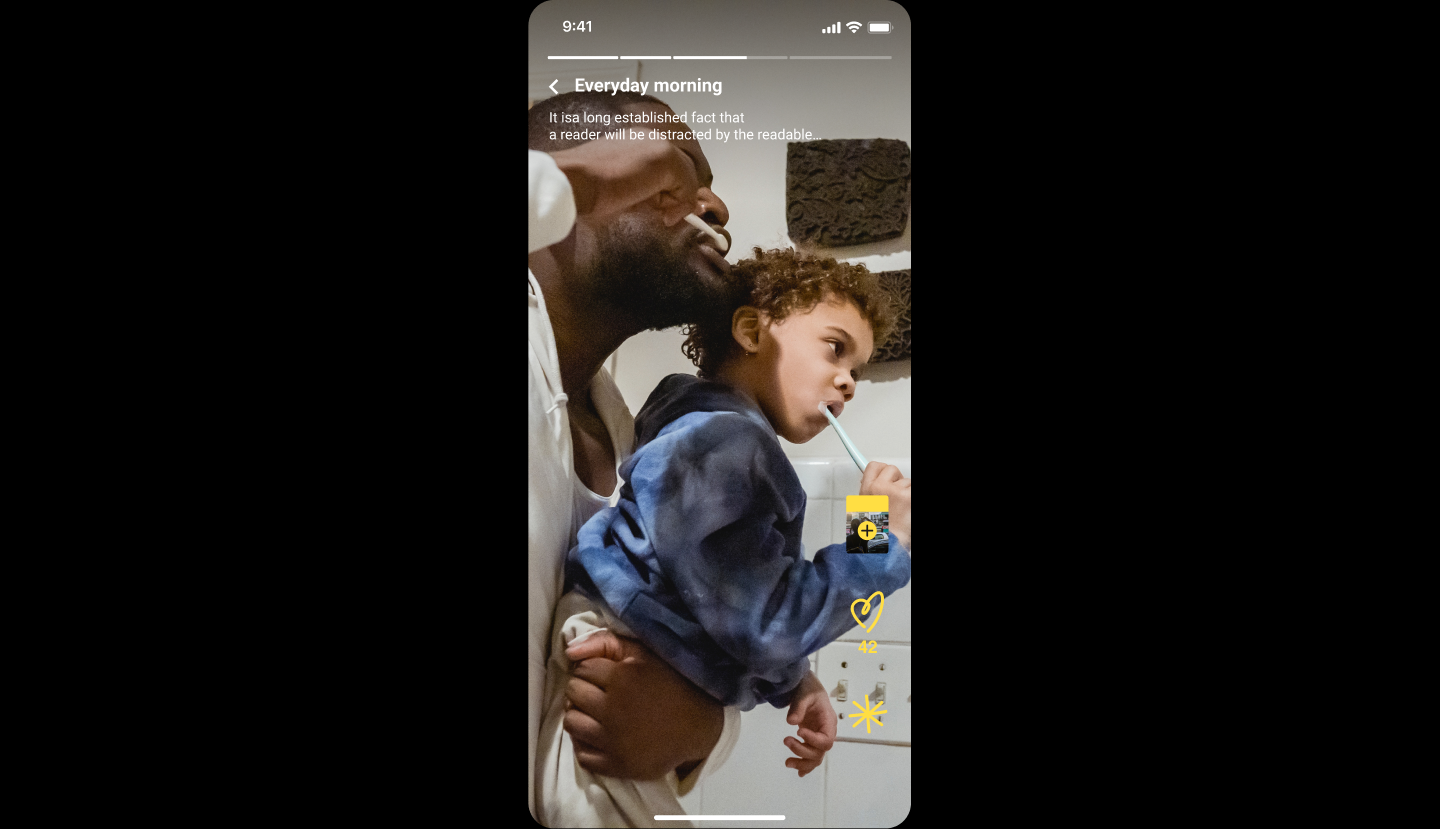 9:41
Everyday morning
It isa long established fact that
a reader will be distracted by the readable...
42